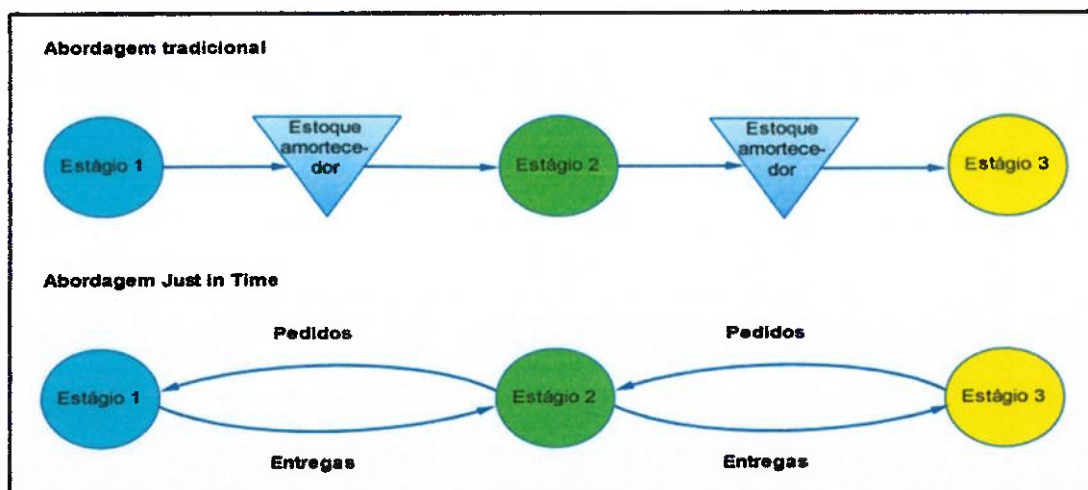 Abordagem tradicional
Estoque
amortece-
dor
Estoque
amortece-
dor
Estágio 1
Estágio 2
Estágio 3
Abordagem Just in Time
Pedidos
Pedidos
Estágio 1
Estágio 2
Estágio 3
Entregas
Entregas